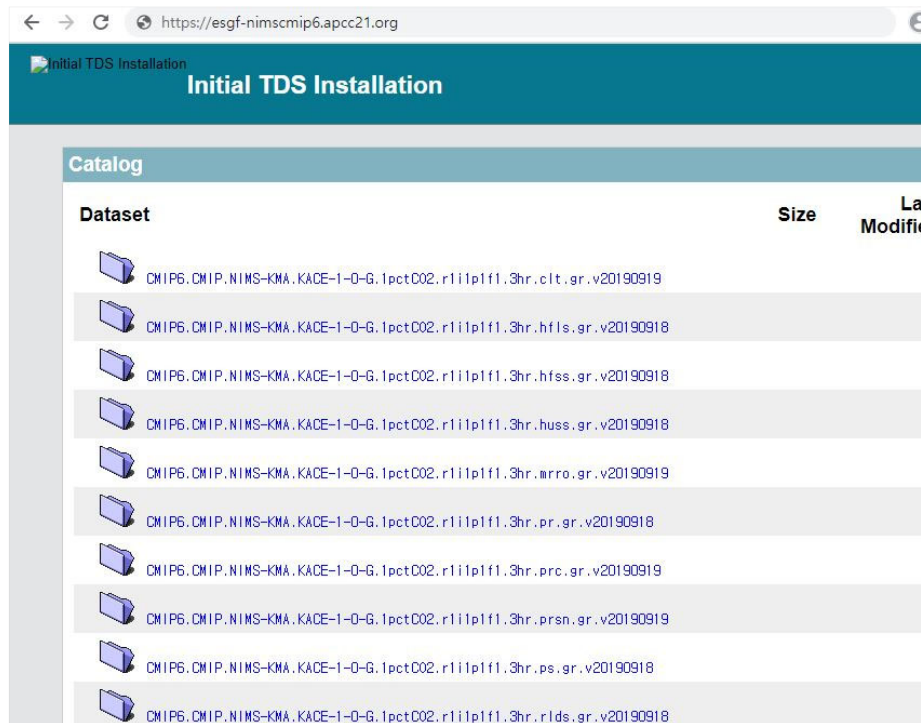 https://esgf-nimscmip6.apcc21.org
Initial TDS Installation
Initial TDS Installation
Catalog
Dataset
Size
La
Modifie
CMIP6.CMIP.NIMS-KMA.KACE-1-0-G.1pctCO2.r1i1p1f1.3hr.clt.gr.v20190919
CMIP6.CMIP.NIMS-KMA.KACE-1-0-G.1pctCO2.r1i1p1f1.3hr.hfls.gr.v20190918
CMIP6.CMIP.NIMS-KMA.KACE-1-0-G.1pctCO2.r1i1p1f1.3hr.hfss.gr.v20190918
CMIP6.CMIP.NIMS-KMA.KACE-1-0-G.1pctCO2.r1i1p1f1.3hr.huss.gr.v20190918
CMIP6.CMIP.NIMS-KMA.KACE-1-0-G.1pctCO2.r1i1p1f1.3hr.mrro.gr.v20190919
CMIP6.CMIP.NIMS-KMA.KACE-1-0-G.1pctCO2.r1i1p1f1.3hr.pr.gr.v20190918
CMIP6.CMIP.NIMS-KMA.KACE-1-0-G.1pctCO2.r1i1p1f1.3hr.prc.gr.v20190919
CMIP6.CMIP.NIMS-KMA.KACE-1-0-G.1pctCO2.r1i1p1f1.3hr.prsn.gr.v20190919
CMIP6.CMIP.NIMS-KMA.KACE-1-0-G.1pctCO2.r1i1p1f1.3hr.ps.gr.v20190918
CMIP6.CMIP.NIMS-KMA.KACE-1-0-G.1pctCO2.r1i1p1f1.3hr.rlds.gr.v20190918